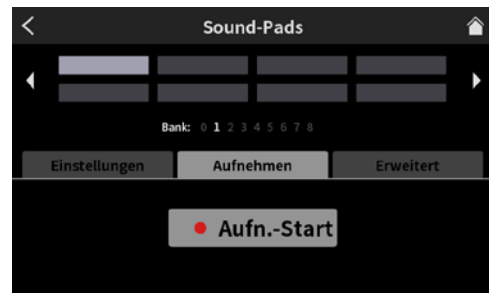 Sound-Pads
Bank: 0 1 2 3 4 5 6 7 8
Einstellungen Aufnehmen Erweitert
Aufn.-Start